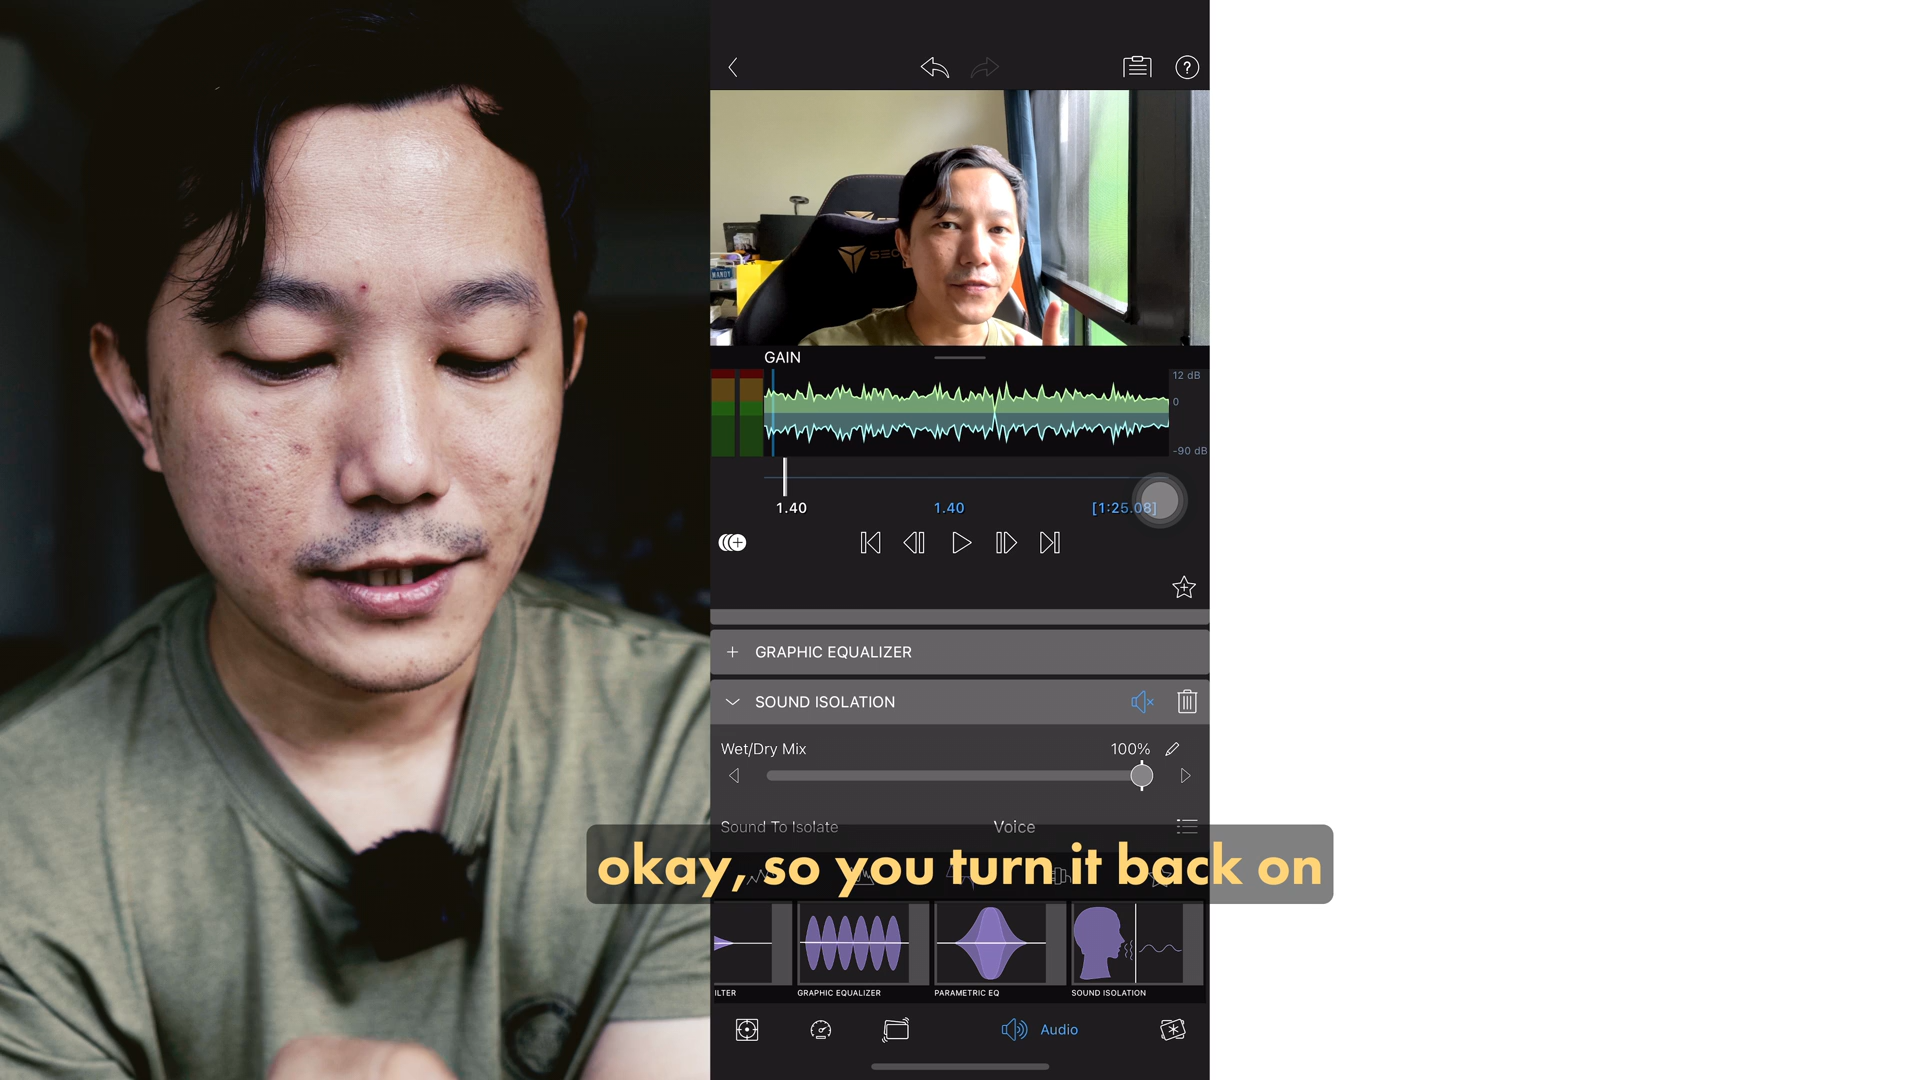 ?
SEC
MANDY
GAIN
12 dB
0
-90 dB
1.40
1.40
[1:25.08]
GRAPHIC EQUALIZER
SOUND ISOLATION
Wet/Dry Mix
100%
Sound To Isolate
Voice
okay, so you turn it back on
ILTER
GRAPHIC EQUALIZER
PARAMETRIC EQ
SOUND ISOLATION
Audio